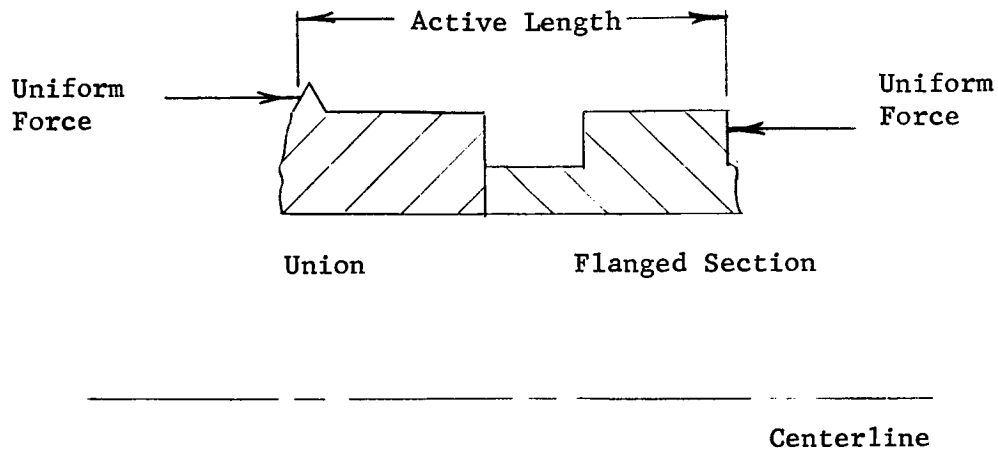 Active Length
Uniform
Force
Uniform
Force
Union
Flanged Section
Centerline